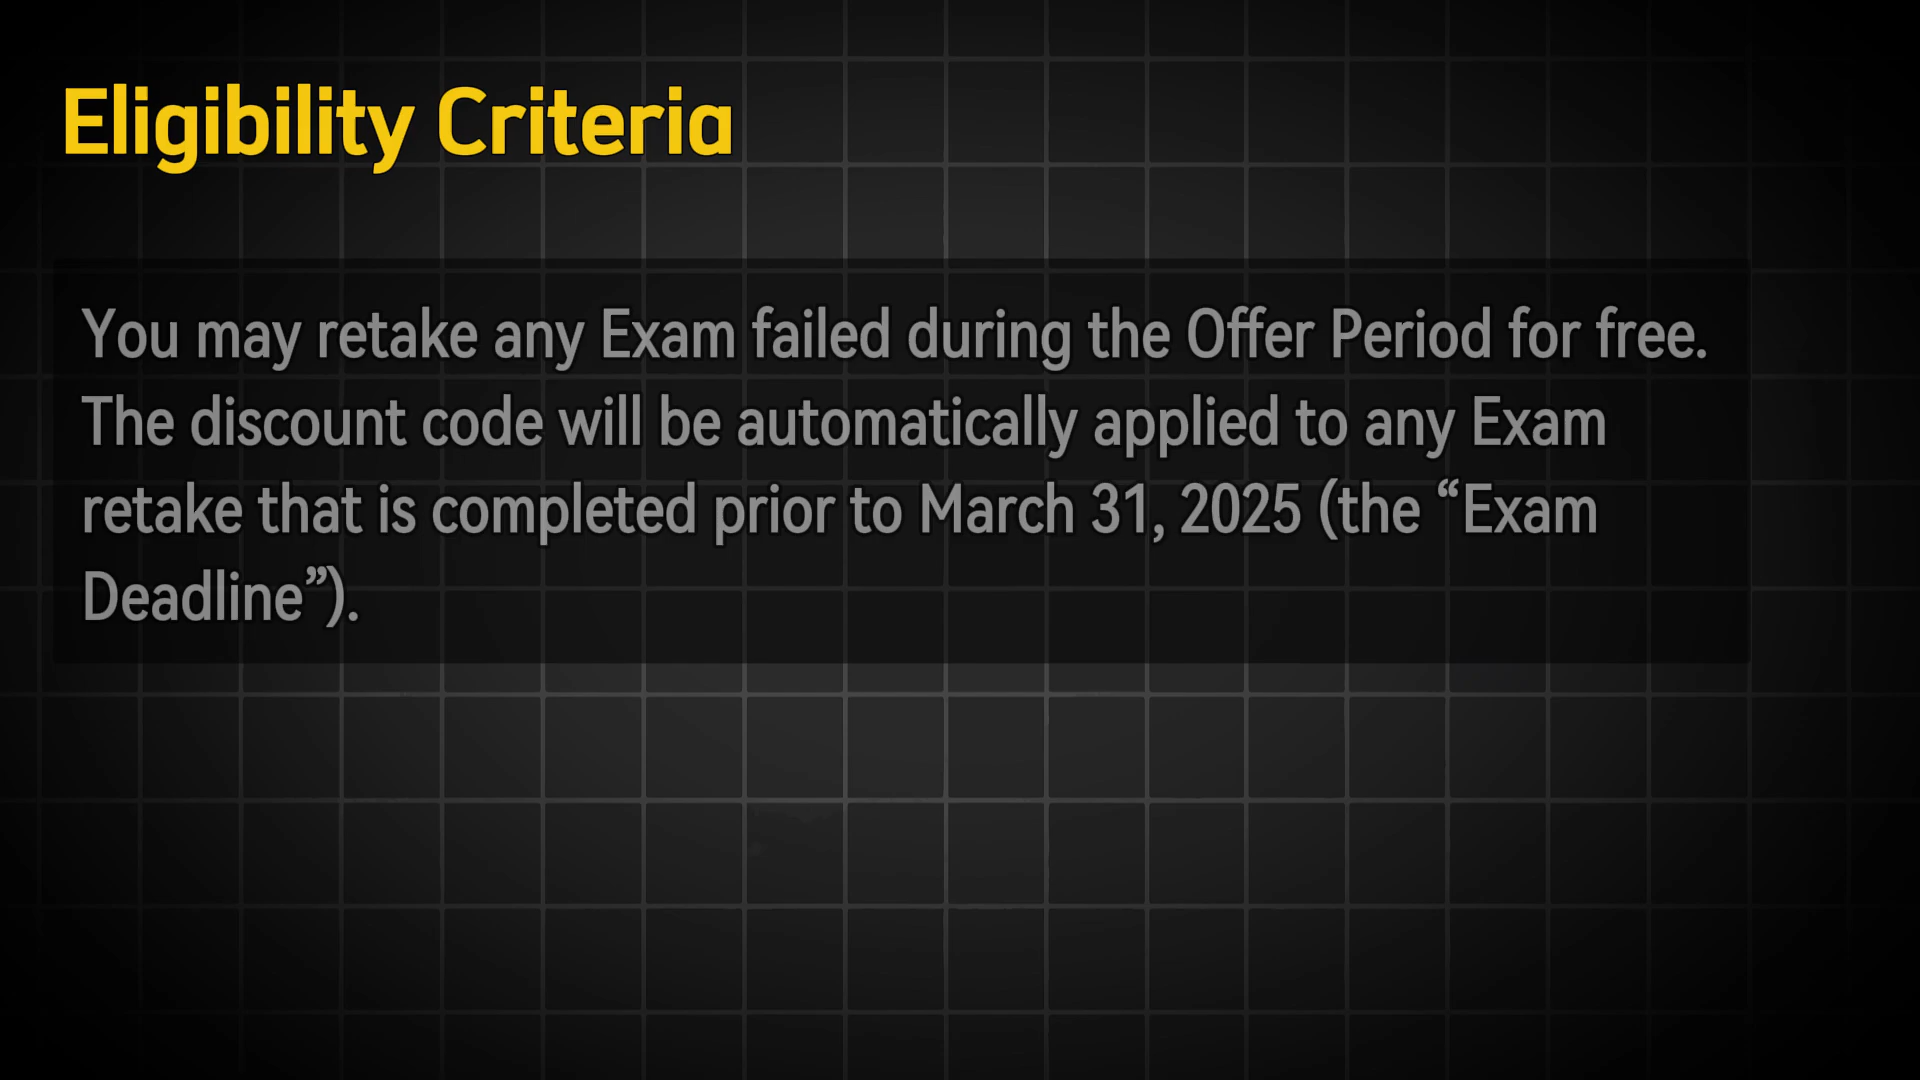 Eligibility Criteria
You may retake any Exam failed during the Offer Period for free.
The discount code will be automatically applied to any Exam
retake that is completed prior to March 31, 2025 (the “Exam
Deadline”).